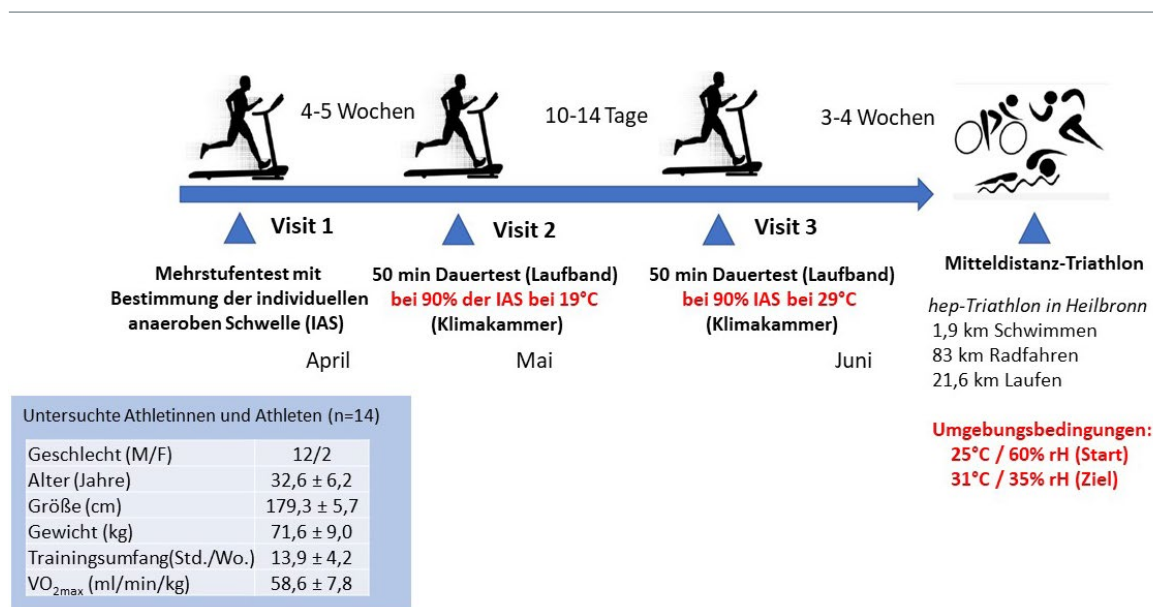 4-5 Wochen
10-14 Tage
3-4 Wochen
Visit 1
Visit 2
Visit 3
Mehrstufentest mit
Bestimmung der individuellen
anaeroben Schwelle (IAS)
50 min Dauertest (Laufband)
bei 90% der IAS bei 19°C
(Klimakammer)
50 min Dauertest (Laufband)
bei 90% IAS bei 29°C
(Klimakammer)
April
Mai
Juni
Mitteldistanz-Triathlon
hep-Triathlon in Heilbronn
1,9 km Schwimmen
83 km Radfahren
21,6 km Laufen
Umgebungsbedingungen:
25°C / 60% rH (Start)
31°C / 35% rH (Ziel)
Untersuchte Athletinnen und Athleten (n=14)
Geschlecht (M/F) 12/2
Alter (Jahre) 32,6 ± 6,2
Größe (cm) 179,3 ± 5,7
Gewicht (kg) 71,6 ± 9,0
Trainingsumfang(Std./Wo.) 13,9 ± 4,2
VO2max (ml/min/kg) 58,6 ± 7,8